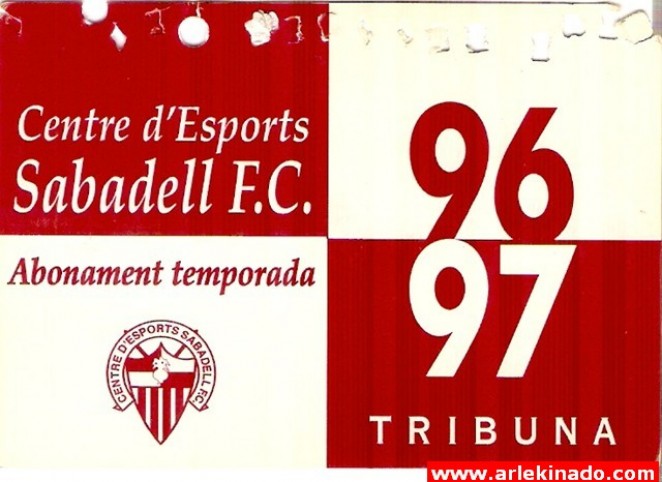 Centre d'Esports
Sabadell F.C.
96
97
Abonament temporada
CENTRE D'ESPORTS SABADELL F.C.
TRIBUNA
www.arlekinado.com